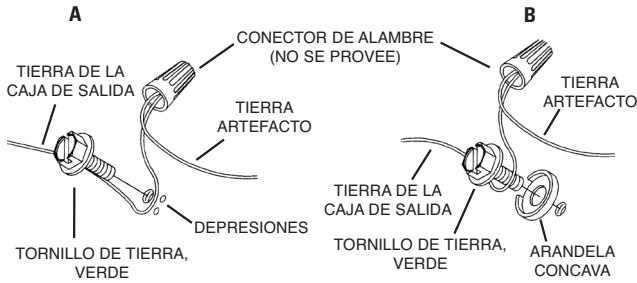 A
B
CONECTOR DE ALAMBRE
(NO SE PROVEE)
TIERRA DE LA
CAJA DE SALIDA
TIERRA
ARTEFACTO
TIERRA
ARTEFACTO
DEPRESIONES
TORNILLO DE TIERRA,
VERDE
TIERRA DE LA
CAJA DE SALIDA
TORNILLO DE TIERRA,
VERDE
ARANDELA
CONCAVA